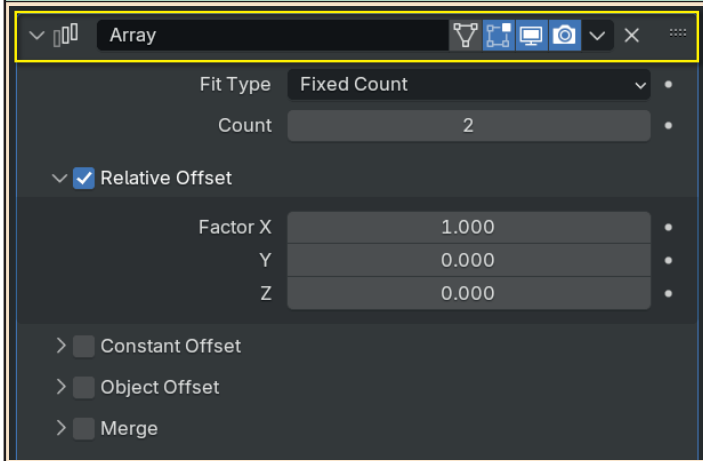 Array
Fit Type Fixed Count
Count 2
Relative Offset
Factor X 1.000
Y 0.000
Z 0.000
Constant Offset
Object Offset
Merge